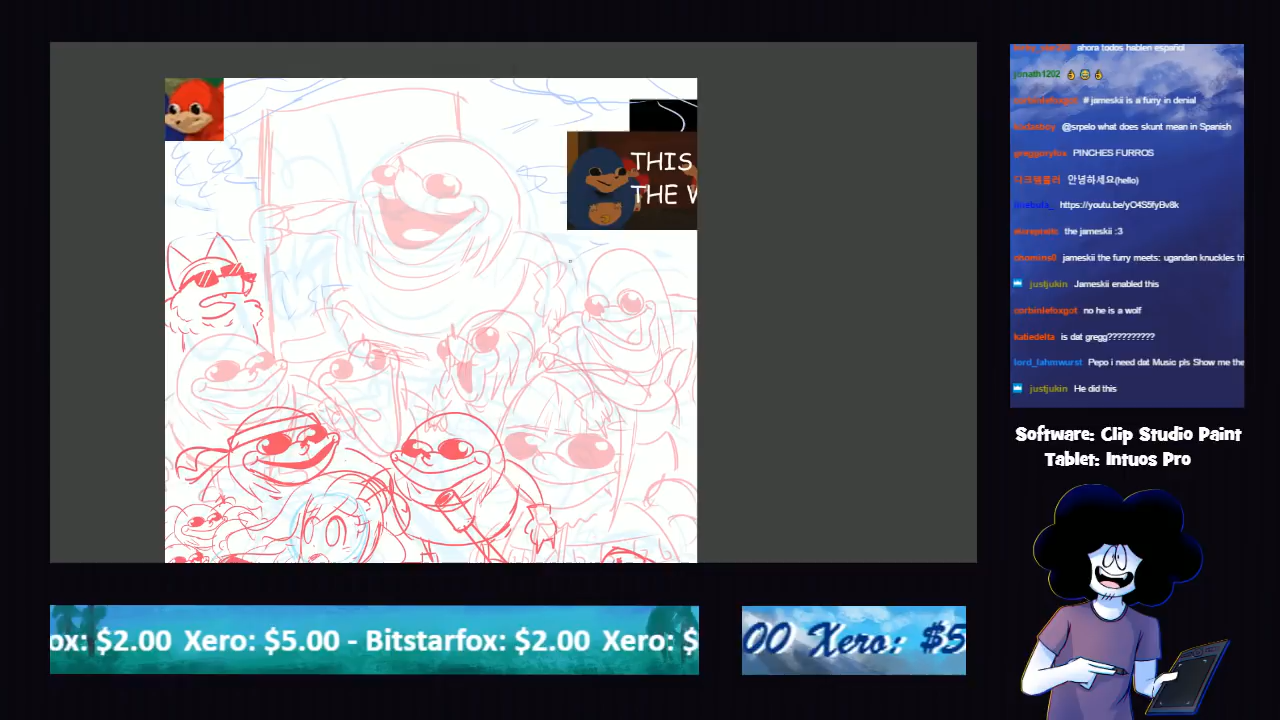 THIS
THE W
ahora todos hablen español
jonath1202 👌 👌
# jameskii is a furry in denial
@srpelo what does skunt mean in Spanish
PINCHES FURROS
안녕하세요(hello)
https://youtu.be/yO4S5fyBv8k
the jameskii :3
jameskii the furry meets: ugandan knuckles tri
justjukin Jameskii enabled this
corbinlefoxgot no he is a wolf
katiedelta is dat gregg??????????
lord_lahmwurst Pepo i need dat Music pls Show me the
justjukin He did this
Software: Clip Studio Paint
Tablet: Intuos Pro
ox: $2.00 Xero: $5.00 - Bitstarfox: $2.00 Xero: $
00 Xero: $5